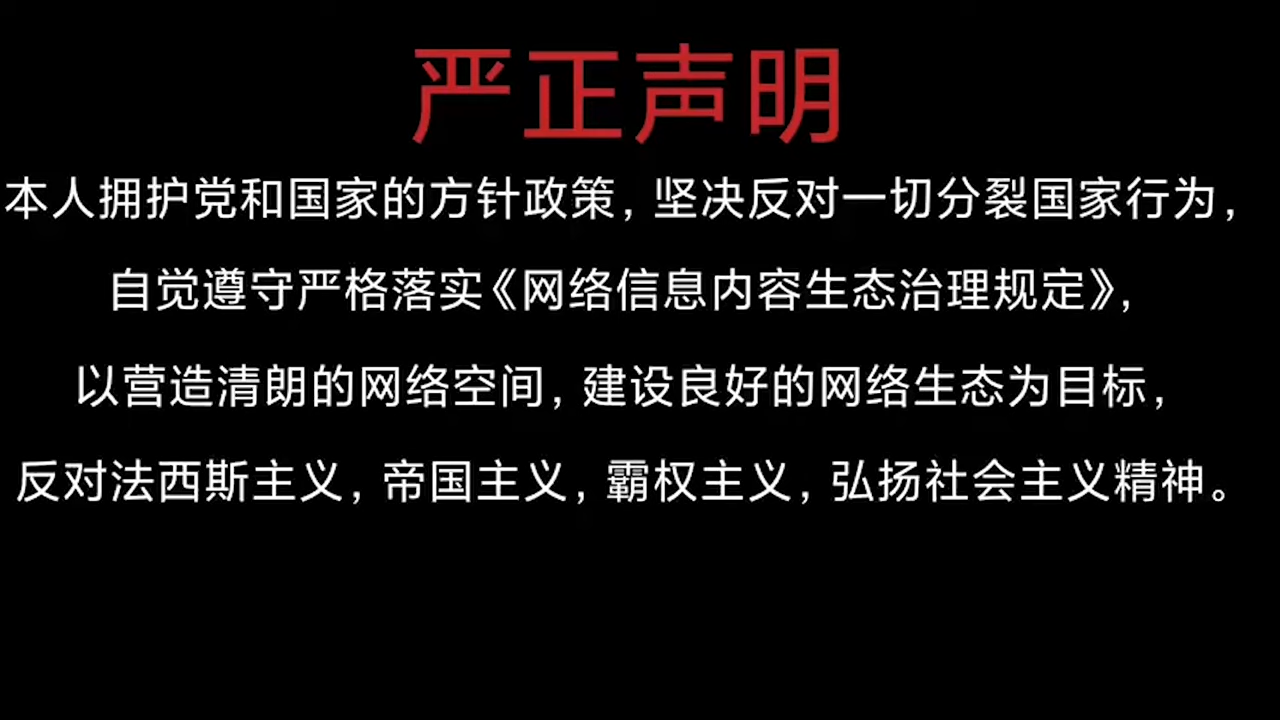 严正声明
本人拥护党和国家的方针政策，坚决反对一切分裂国家行为，
自觉遵守严格落实《网络信息内容生态治理规定》，
以营造清朗的网络空间，建设良好的网络生态为目标，
反对法西斯主义，帝国主义，霸权主义，弘扬社会主义精神。